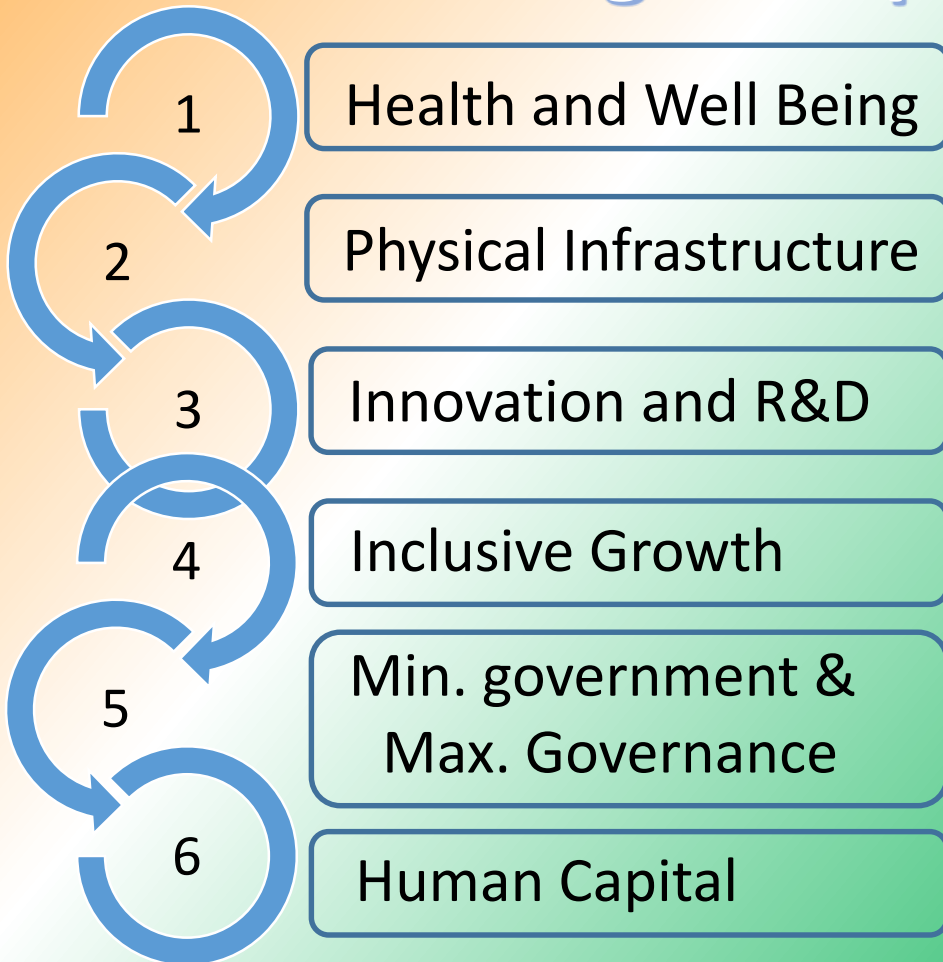 1
Health and Well Being
2
Physical Infrastructure
3
Innovation and R&D
4
Inclusive Growth
5
Min. government &
Max. Governance
6
Human Capital